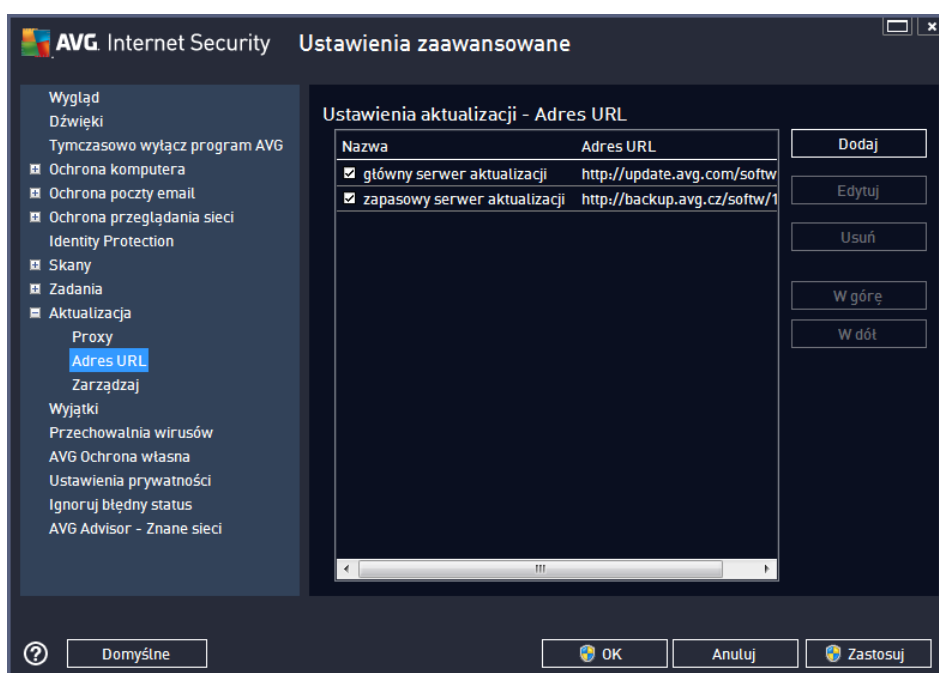 AVG. Internet Security Ustawienia zaawansowane
Wygląd
Dźwięki
Tymczasowo wyłącz program AVG
Ochrona komputera
Ochrona poczty email
Ochrona przeglądania sieci
Identity Protection
Skany
Zadania
Aktualizacja
Proxy
Adres URL
Zarządzaj
Wyjątki
Przechowalnia wirusów
AVG Ochrona własna
Ustawienia prywatności
Ignoruj błędny status
AVG Advisor - Znane sieci
Ustawienia aktualizacji - Adres URL
Nazwa Adres URL
główny serwer aktualizacji http://update.avg.com/softw
zapasowy serwer aktualizacji http://backup.avg.cz/softw/1
Dodaj
Edytuj
Usuń
W górę
W dół
? Domyślne OK Anuluj Zastosuj